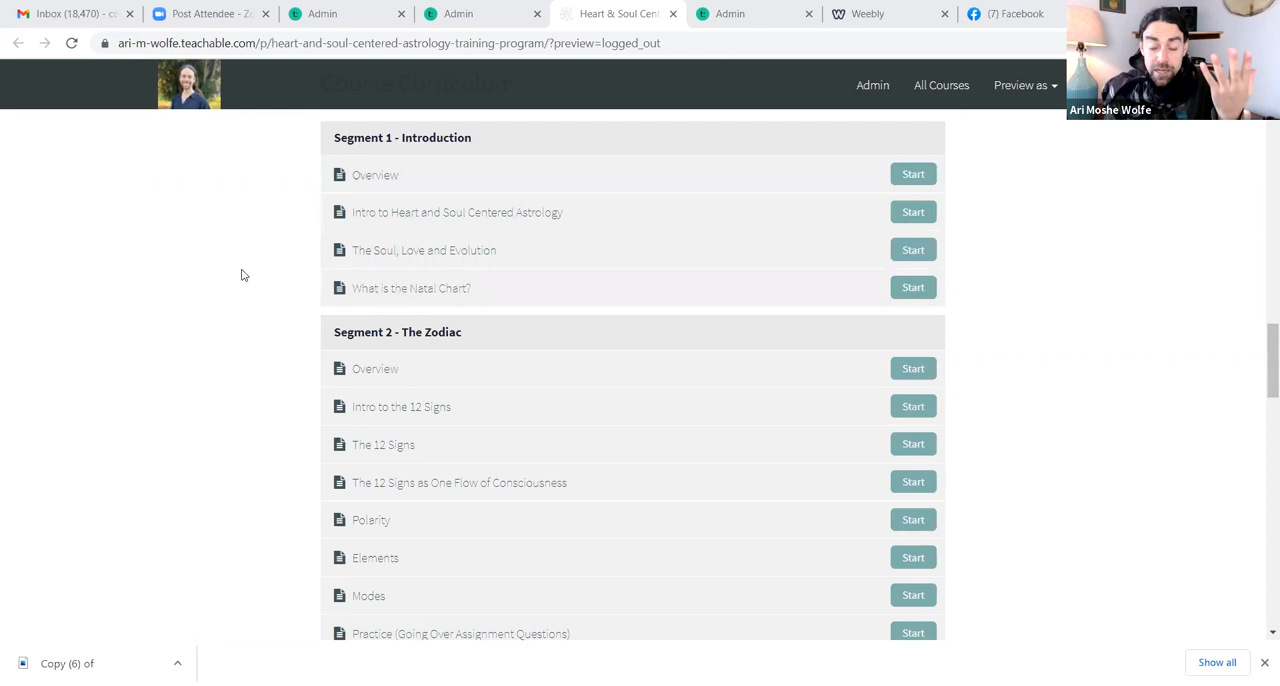 Inbox (18,470) - ce
Post Attendee - Zo
Admin
Admin
Heart & Soul Cent
Admin
Weebly
(7) Facebook
ari-m-wolfe.teachable.com/p/heart-and-soul-centered-astrology-training-program/?preview=logged_out
Ari Moshe Wolfe
Course Curriculum
Admin
All Courses
Preview as
Segment 1 - Introduction
Overview
Start
Intro to Heart and Soul Centered Astrology
Start
The Soul, Love and Evolution
Start
What is the Natal Chart?
Start
Segment 2 - The Zodiac
Overview
Start
Intro to the 12 Signs
Start
The 12 Signs
Start
The 12 Signs as One Flow of Consciousness
Start
Polarity
Start
Elements
Start
Modes
Start
Practice (Going Over Assignment Questions)
Start
Copy (6) of
Show all